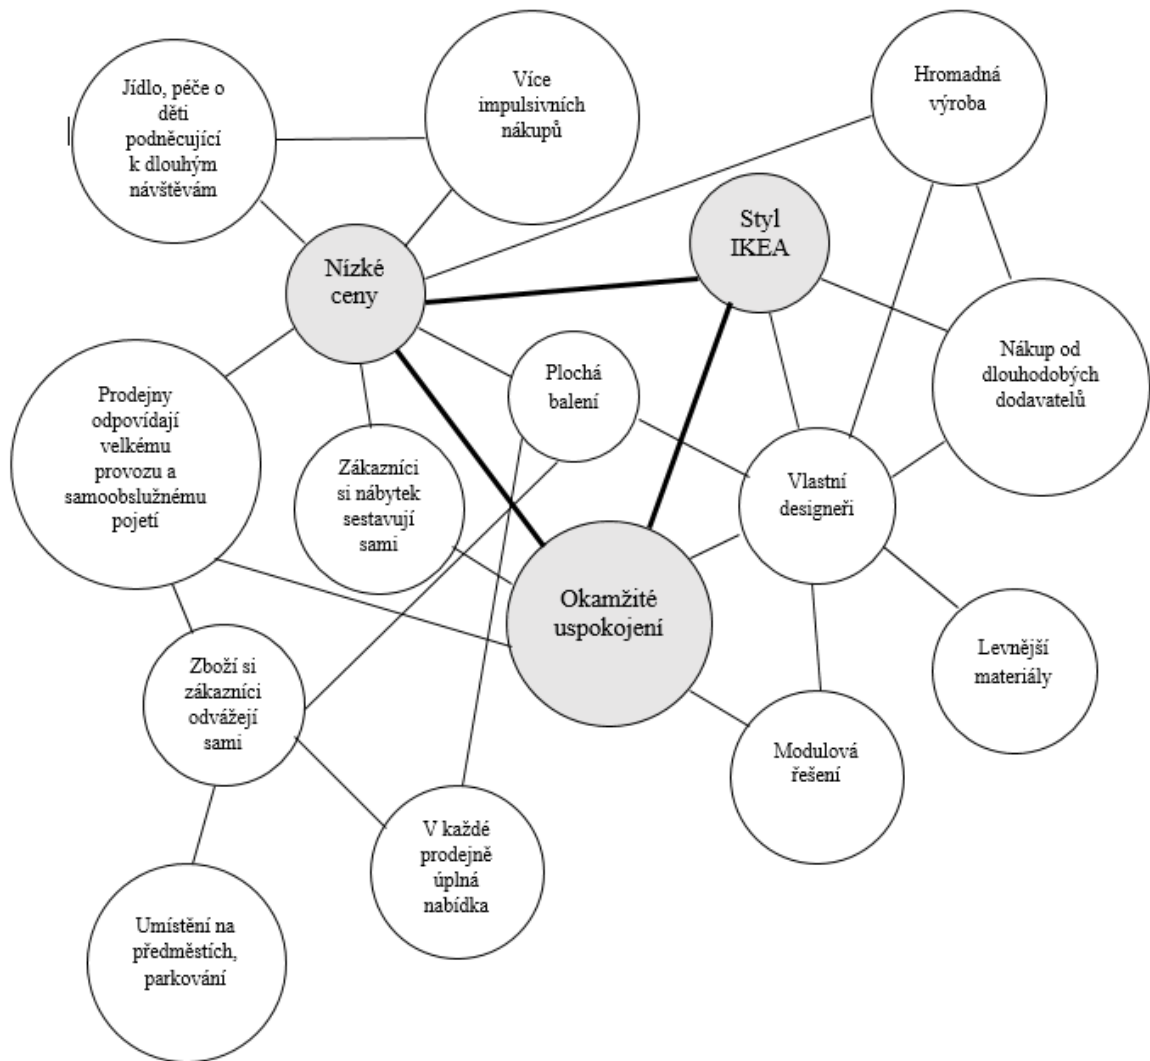 Jídlo, péče o
děti
podněcující
k dlouhým
návštěvám
Více
impulsivních
nákupů
Hromadná
výroba
Styl
IKEA
Nízké
ceny
Nákup od
dlouhodobých
dodavatelů
Plochá
balení
Prodejny
odpovídají
velkému
provozu a
samoobslužnému
pojetí
Zákazníci
si nábytek
sestavují
sami
Vlastní
designeři
Okamžité
uspokojení
Levnější
materiály
Zboží si
zákazníci
odvážejí
sami
Modulová
řešení
V každé
prodejně
úplná
nabídka
Umístění na
předměstích,
parkování